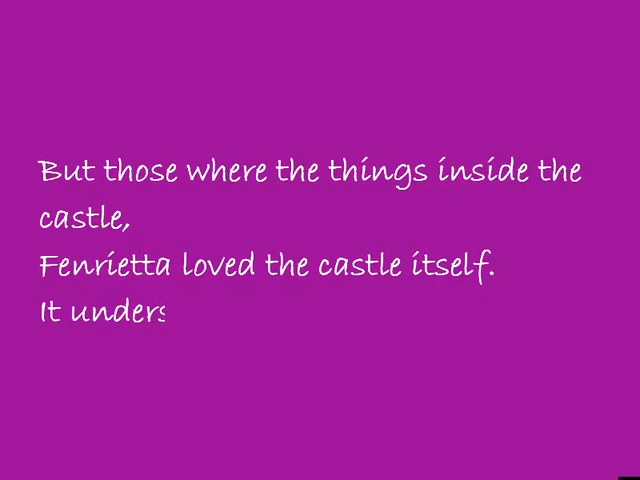 But those where the things inside the
castle,
Fenrietta loved the castle itself.
It unders